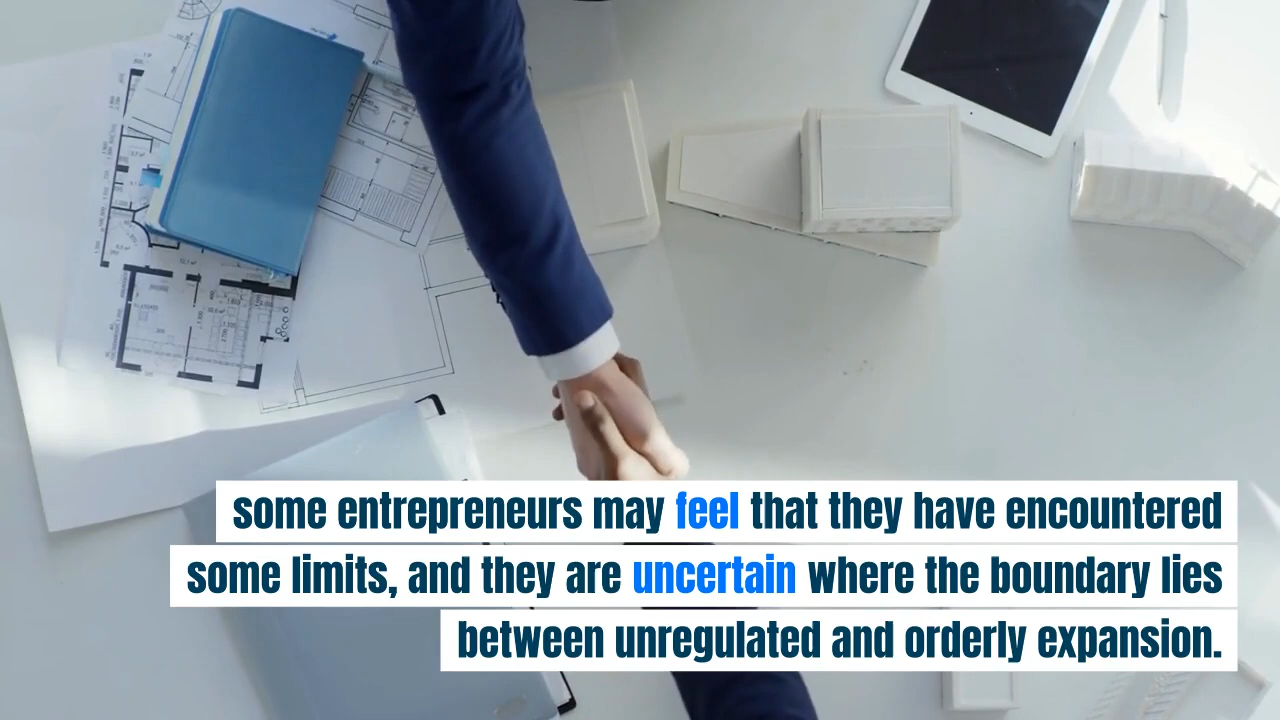 some entrepreneurs may feel that they have encountered
some limits, and they are uncertain where the boundary lies
between unregulated and orderly expansion.